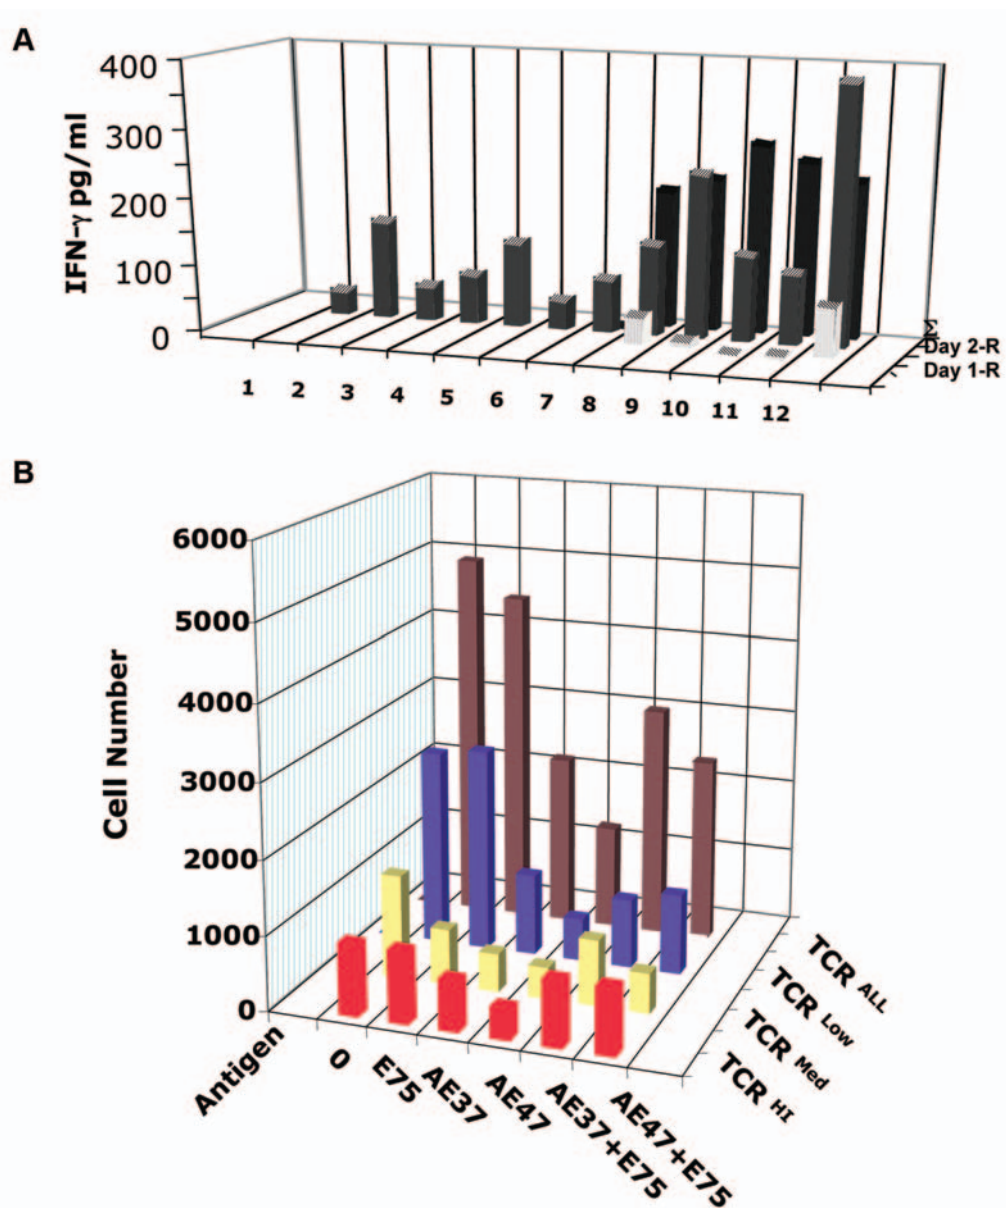 A
400
300
200
100
0
IFN-γ pg/ml
1 2 3 4 5 6 7 8 9 10 11 12
Σ
Day 2-R
Day 1-R
B
6000
5000
4000
3000
2000
1000
0
Cell Number
Antigen
0
E75
AE37
AE47
AE37+E75
AE47+E75
TCR ALL
TCR Low
TCR Med
TCR HI